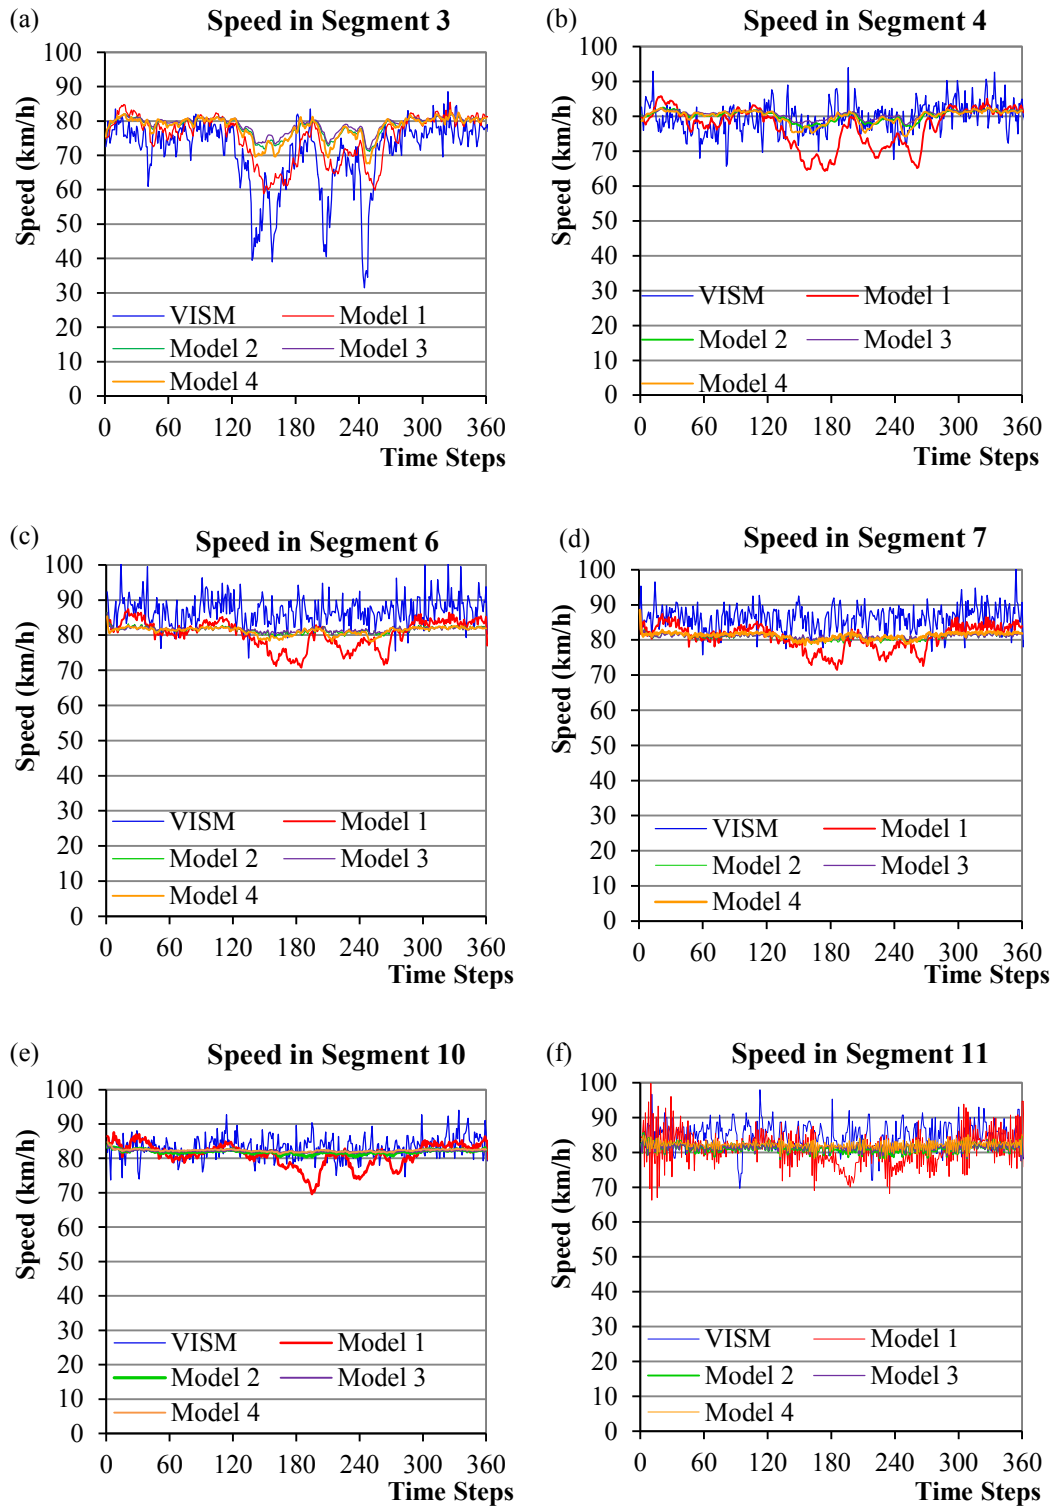 (a) Speed in Segment 3
100
90
80
70
60
50
40
30
20
10
0
Speed (km/h)
VISM Model 1
Model 2 Model 3
Model 4
0 60 120 180 240 300 360
Time Steps
(b) Speed in Segment 4
100
90
80
70
60
50
40
30
20
10
0
Speed (km/h)
VISM Model 1
Model 2 Model 3
Model 4
0 60 120 180 240 300 360
Time Steps
(c) Speed in Segment 6
100
90
80
70
60
50
40
30
20
10
0
Speed (km/h)
VISM Model 1
Model 2 Model 3
Model 4
0 60 120 180 240 300 360
Time Steps
(d) Speed in Segment 7
100
90
80
70
60
50
40
30
20
10
0
Speed (km/h)
VISM Model 1
Model 2 Model 3
Model 4
0 60 120 180 240 300 360
Time Steps
(e) Speed in Segment 10
100
90
80
70
60
50
40
30
20
10
0
Speed (km/h)
VISM Model 1
Model 2 Model 3
Model 4
0 60 120 180 240 300 360
Time Steps
(f) Speed in Segment 11
100
90
80
70
60
50
40
30
20
10
0
Speed (km/h)
VISM Model 1
Model 2 Model 3
Model 4
0 60 120 180 240 300 360
Time Steps